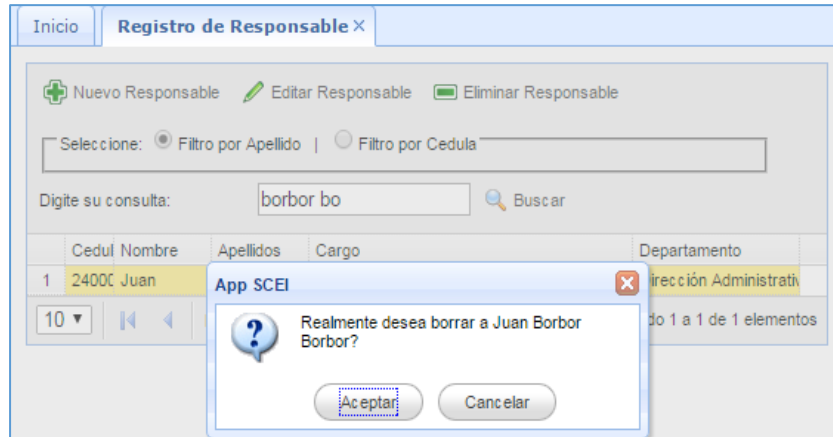 Inicio Registro de Responsable ×
Nuevo Responsable Editar Responsable Eliminar Responsable
Seleccione: Filtro por Apellido | Filtro por Cedula
Digite su consulta: borbor bo Buscar
Cedul Nombre Apellidos Cargo Departamento
1 2400 Juan Dirección Administrativ
App SCEI
Realmente desea borrar a Juan Borbor
Borbor?
10 do 1 a 1 de 1 elementos
Aceptar Cancelar